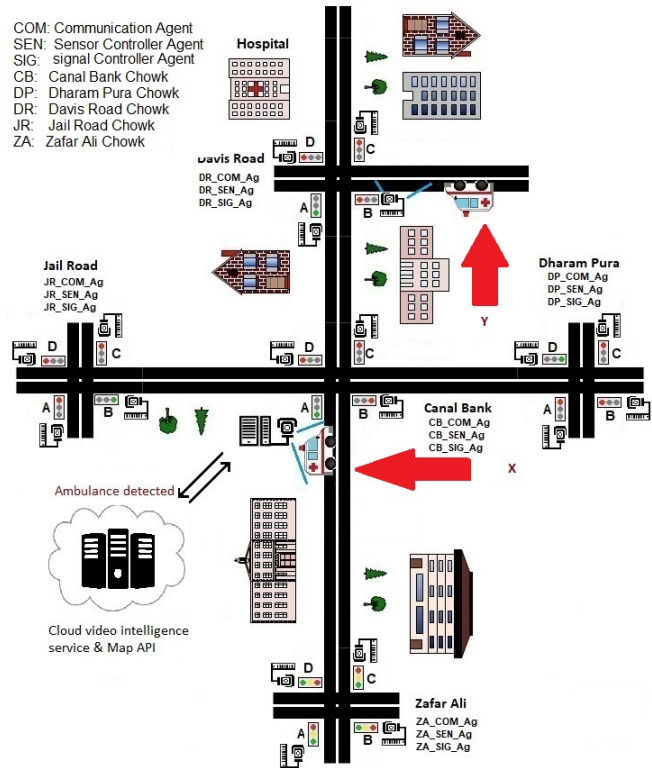 COM: Communication Agent
SEN: Sensor Controller Agent
SIG: signal Controller Agent
CB: Canal Bank Chowk
DP: Dharam Pura Chowk
DR: Davis Road Chowk
JR: Jail Road Chowk
ZA: Zafar Ali Chowk
Hospital
D
C
Davis Road
DR_COM_Ag
DR_SEN_Ag
DR_SIG_Ag
A
B
Y
Jail Road
JR_COM_Ag
JR_SEN_Ag
JR_SIG_Ag
Dharam Pura
DP_COM_Ag
DP_SEN_Ag
DP_SIG_Ag
D
C
D
C
D
C
A
B
A
B
A
B
Canal Bank
CB_COM_Ag
CB_SEN_Ag
CB_SIG_Ag
X
Ambulance detected
Cloud video intelligence
service & Map API
D
C
A
B
Zafar Ali
ZA_COM_Ag
ZA_SEN_Ag
ZA_SIG_Ag